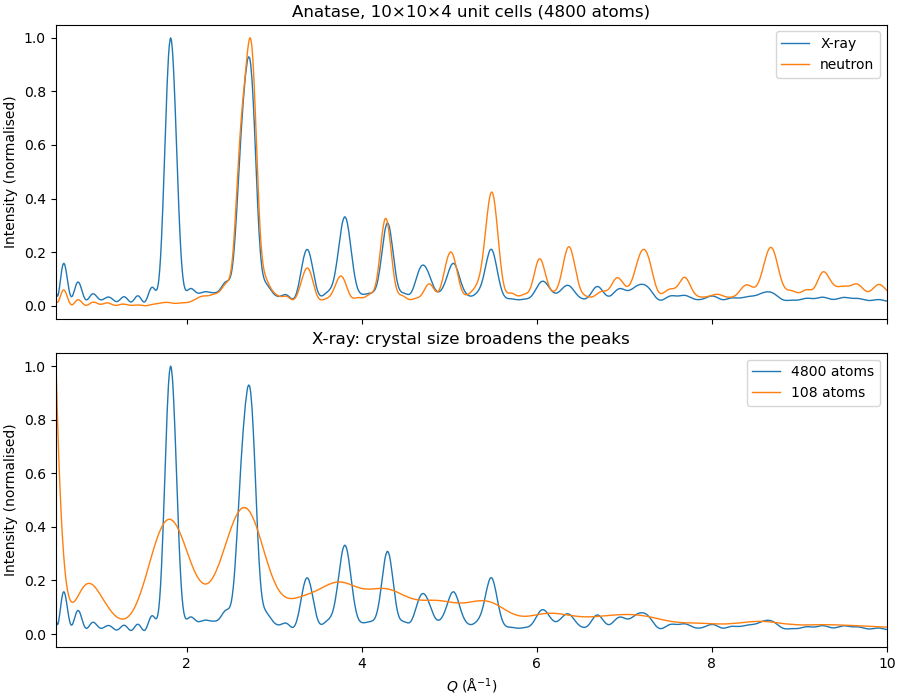 Anatase, 10×10×4 unit cells (4800 atoms)
Intensity (normalised)
1.0
0.8
0.6
0.4
0.2
0.0
X-ray
neutron
X-ray: crystal size broadens the peaks
Intensity (normalised)
1.0
0.8
0.6
0.4
0.2
0.0
4800 atoms
108 atoms
2 4 6 8 10
Q (Å⁻¹)